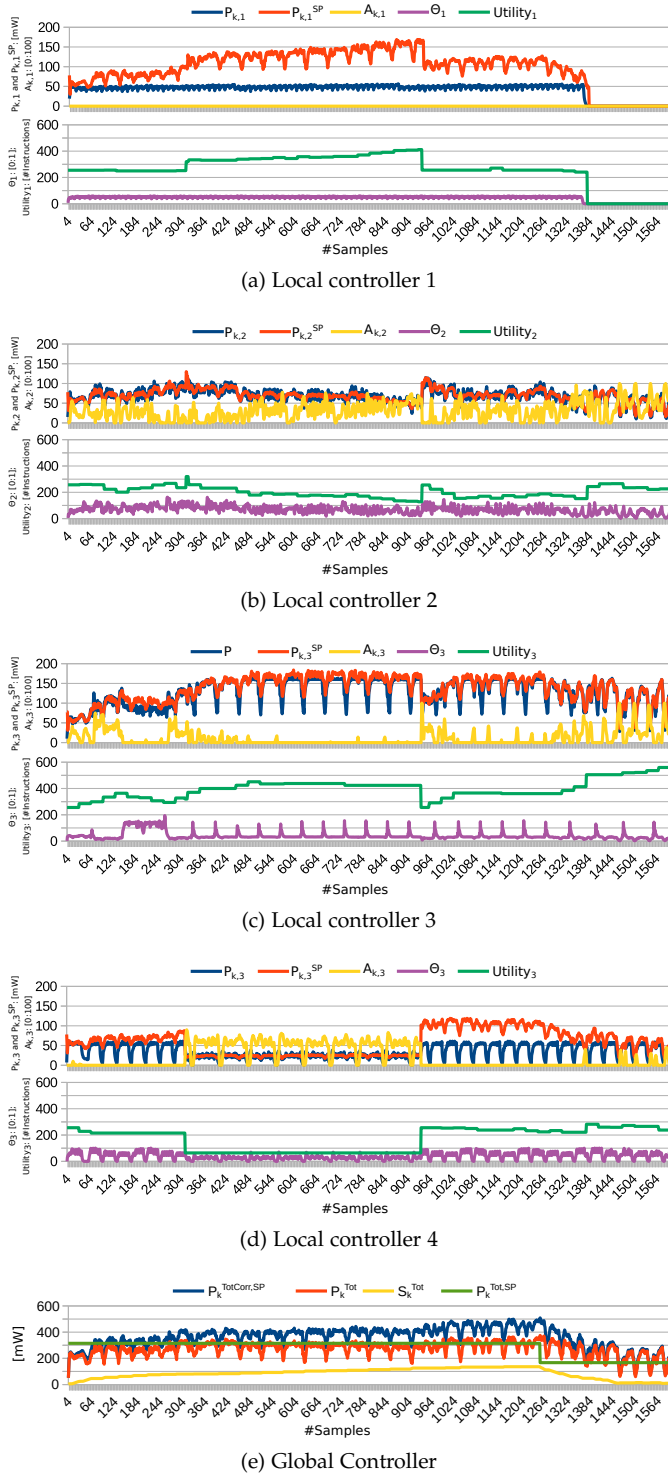 P_k,1 P_k,1^SP A_k,1 Θ_1 Utility_1
P_k,1 and P_k,1^SP: [mW]
A_k,1: [0:100]
200
150
100
50
0
Θ_1: [0:1];
Utility_1: [#Instructions]
600
400
200
0
4 64 124 184 244 304 364 424 484 544 604 664 724 784 844 904 964 1024 1084 1144 1204 1264 1324 1384 1444 1504 1564
#Samples
(a) Local controller 1
P_k,2 P_k,2^SP A_k,2 Θ_2 Utility_2
P_k,2 and P_k,2^SP: [mW]
A_k,2: [0:100]
200
150
100
50
0
Θ_2: [0:1];
Utility_2: [#Instructions]
600
400
200
0
4 64 124 184 244 304 364 424 484 544 604 664 724 784 844 904 964 1024 1084 1144 1204 1264 1324 1384 1444 1504 1564
#Samples
(b) Local controller 2
P P_k,3^SP A_k,3 Θ_3 Utility_3
P_k,3 and P_k,3^SP: [mW]
A_k,3: [0:100]
200
150
100
50
0
Θ_3: [0:1];
Utility_3: [#Instructions]
600
400
200
0
4 64 124 184 244 304 364 424 484 544 604 664 724 784 844 904 964 1024 1084 1144 1204 1264 1324 1384 1444 1504 1564
#Samples
(c) Local controller 3
P_k,3 P_k,3^SP A_k,3 Θ_3 Utility_3
P_k,3 and P_k,3^SP: [mW]
A_k,3: [0:100]
200
150
100
50
0
Θ_3: [0:1];
Utility_3: [#Instructions]
600
400
200
0
4 64 124 184 244 304 364 424 484 544 604 664 724 784 844 904 964 1024 1084 1144 1204 1264 1324 1384 1444 1504 1564
#Samples
(d) Local controller 4
P_k^TotCorr,SP P_k^Tot S_k^Tot P_k^Tot,SP
[mW]
600
400
200
0
4 64 124 184 244 304 364 424 484 544 604 664 724 784 844 904 964 1024 1084 1144 1204 1264 1324 1384 1444 1504 1564
#Samples
(e) Global Controller